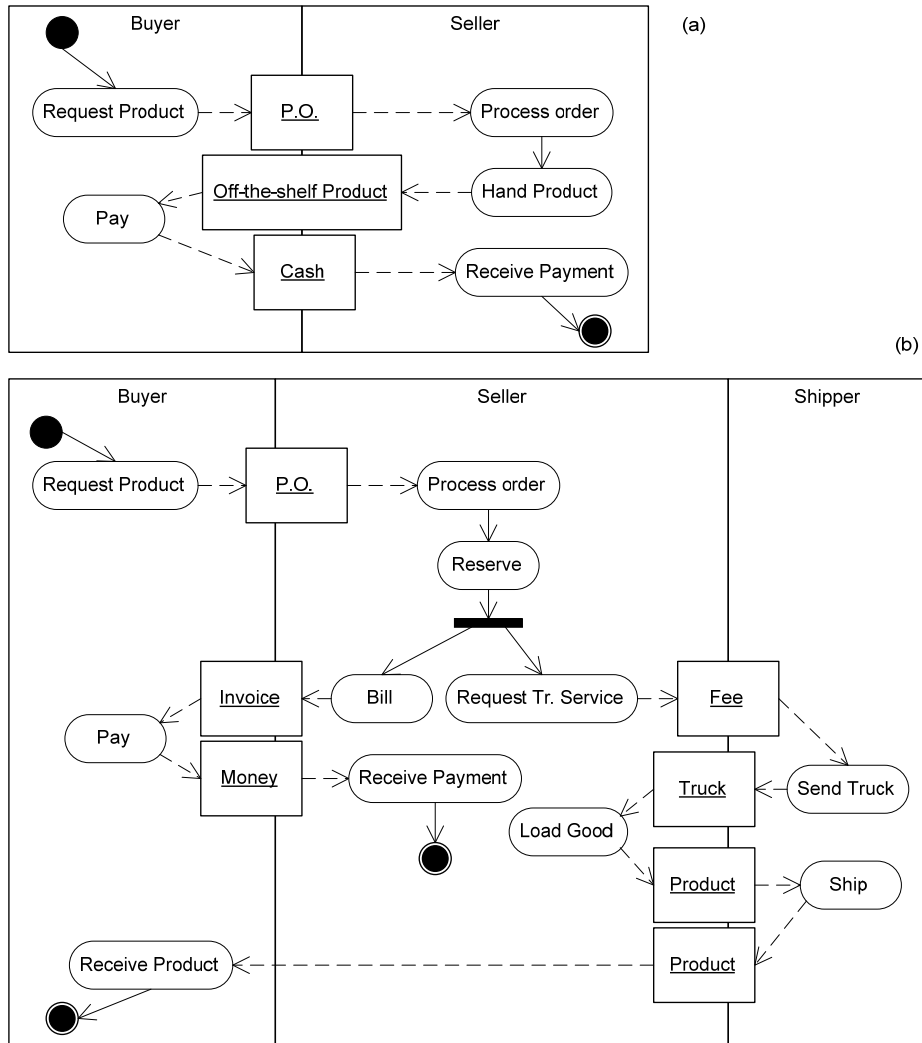 Buyer
Seller
(a)
Request Product
P.O.
Process order
Off-the-shelf Product
Hand Product
Pay
Cash
Receive Payment
(b)
Buyer
Seller
Shipper
Request Product
P.O.
Process order
Reserve
Invoice
Bill
Request Tr. Service
Fee
Pay
Money
Receive Payment
Truck
Send Truck
Load Good
Product
Ship
Receive Product
Product